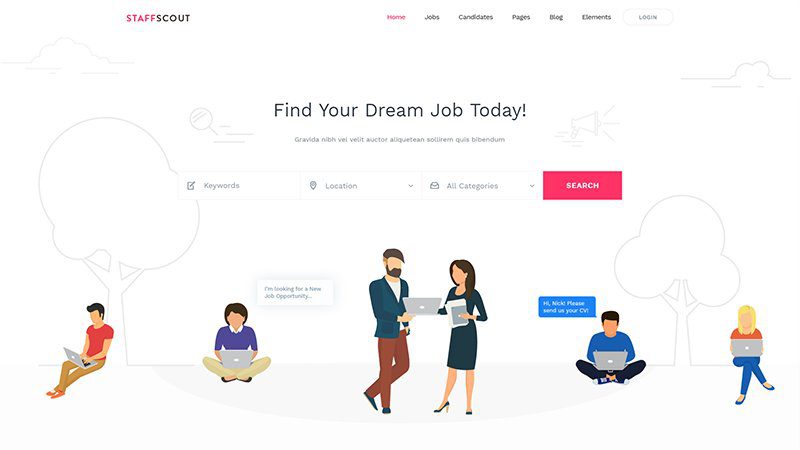 STAFFSCOUT
Home Jobs Candidates Pages Blog Elements LOGIN
Find Your Dream Job Today!
Gravida nibh vel velit auctor aliquetean sollirem quis bibendum
Keywords Location All Categories SEARCH
I'm looking for a New
Job Opportunity...
Hi, Nick! Please
send us your CV!